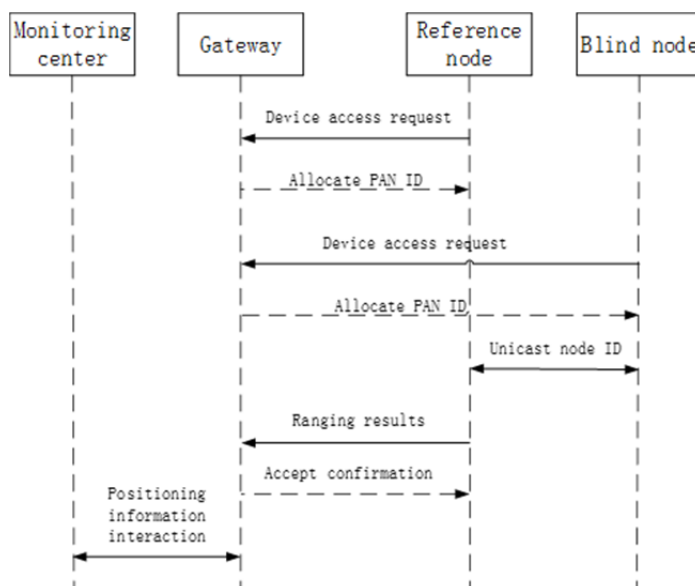 Monitoring
center
Gateway
Reference
node
Blind node
Device access request
Allocate PAN ID
Device access request
Allocate PAN ID
Unicast node ID
Ranging results
Accept confirmation
Positioning
information
interaction